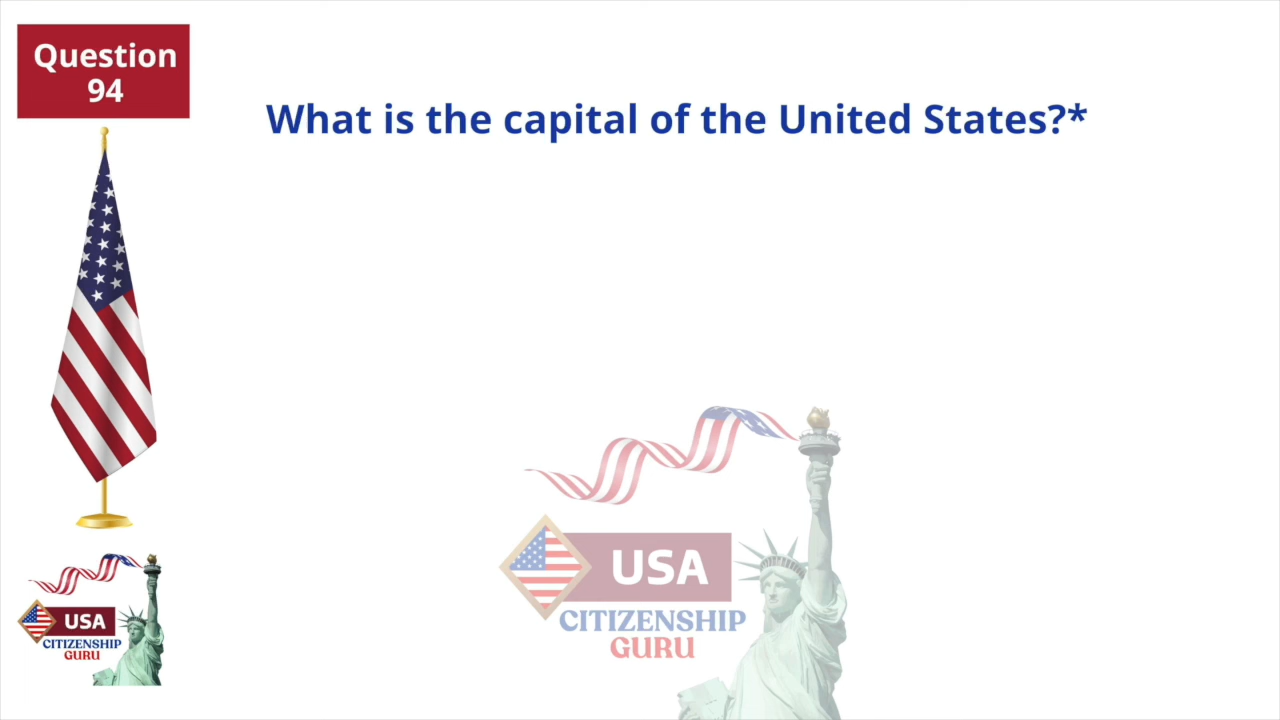 Question
94
What is the capital of the United States?*
USA
CITIZENSHIP
GURU
USA
CITIZENSHIP
GURU